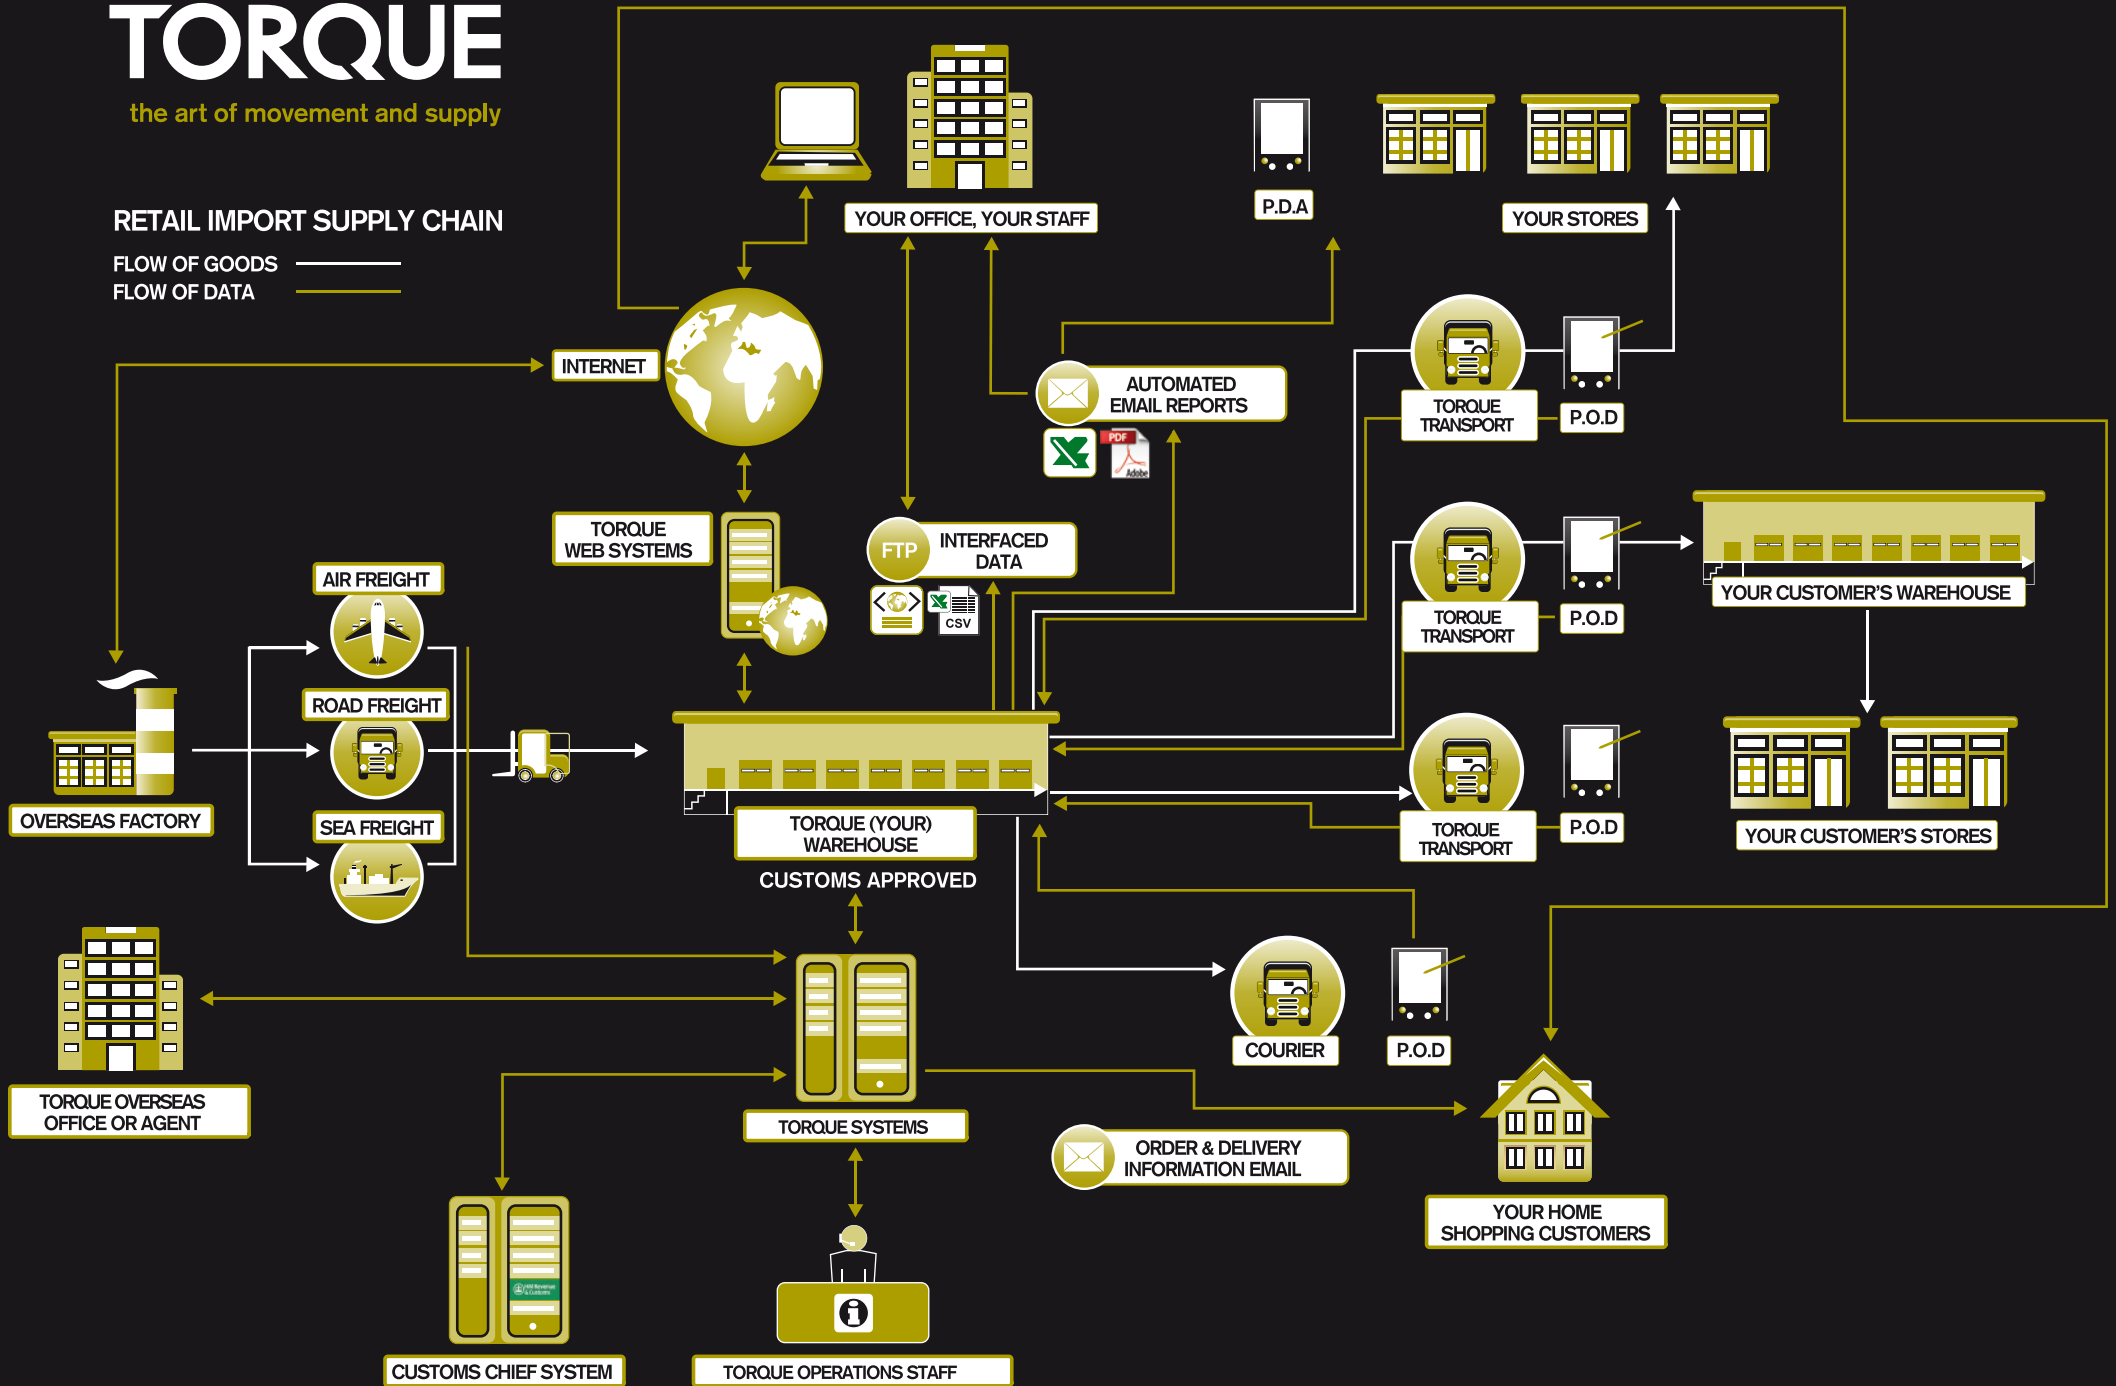 TORQUE
the art of movement and supply
RETAIL IMPORT SUPPLY CHAIN
FLOW OF GOODS
FLOW OF DATA
YOUR OFFICE, YOUR STAFF
P.D.A
YOUR STORES
INTERNET
AUTOMATED
EMAIL REPORTS
PDF
Adobe
TORQUE
TRANSPORT
P.O.D
TORQUE
WEB SYSTEMS
FTP
INTERFACED
DATA
CSV
AIR FREIGHT
ROAD FREIGHT
SEA FREIGHT
OVERSEAS FACTORY
TORQUE
TRANSPORT
P.O.D
YOUR CUSTOMER'S WAREHOUSE
TORQUE (YOUR)
WAREHOUSE
CUSTOMS APPROVED
TORQUE
TRANSPORT
P.O.D
YOUR CUSTOMER'S STORES
COURIER
P.O.D
TORQUE OVERSEAS
OFFICE OR AGENT
TORQUE SYSTEMS
ORDER & DELIVERY
INFORMATION EMAIL
YOUR HOME
SHOPPING CUSTOMERS
HM Revenue
& Customs
CUSTOMS CHIEF SYSTEM
TORQUE OPERATIONS STAFF